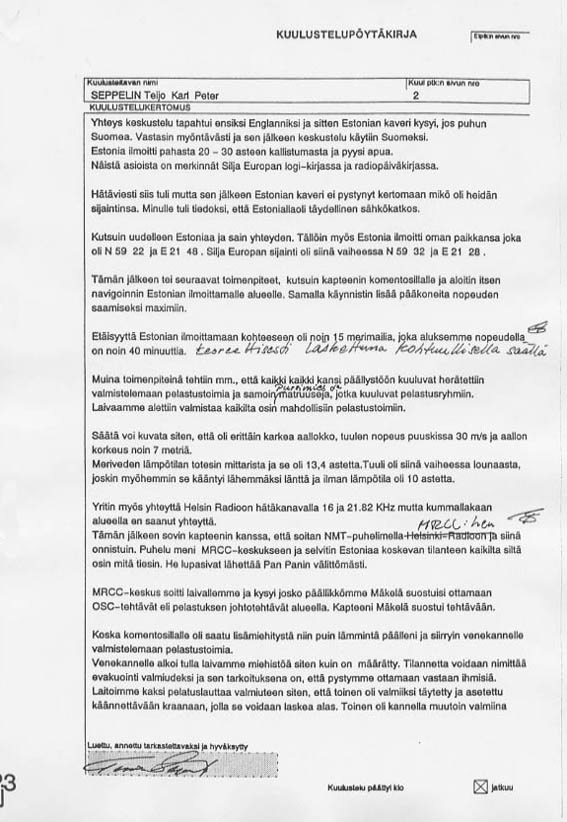 KUULUSTELUPÖYTÄKIRJA
Kuulusteltavan nimi
Kuul ptk:n sivun nro
SEPPELIN Teijo Karl Peter
2
KUULUSTELUKERTOMUS
Yhteys keskustelu tapahtui ensiksi Englanniksi ja sitten Estonian kaveri kysyi, jos puhun
Suomea. Vastasin myöntävästi ja sen jälkeen keskustelu käytiin Suomeksi.
Estonia ilmoitti pahasta 20 – 30 asteen kallistumasta ja pyysi apua.
Näistä asioista on merkinnät Silja Europan logi–kirjassa ja radiopäiväkirjassa.
Hätäviesti siis tuli mutta sen jälkeen Estonian kaveri ei pystynyt kertomaan mikö oli heidän
sijaintinsa. Minulle tuli tiedoksi, että Estoniallaoli täydellinen sähkökatkos.
Kutsuin uudelleen Estoniaa ja sain yhteyden. Tällöin myös Estonia ilmoitti oman paikkansa joka
oli N 59 22 ja E 21 48 . Silja Europan sijainti oli siinä vaiheessa N 59 32 ja E 21 28 .
Tämän jälkeen tei seuraavat toimenpiteet, kutsuin kapteenin komentosillalle ja aloitin itsen
navigoinnin Estonian ilmoittamalle alueelle. Samalla käynnistin lisää pääkoneita nopeuden
saamiseksi maximiin.
Etäisyyttä Estonian ilmoittamaan kohteeseen oli noin 15 merimailia, joka aluksemme nopeudella
on noin 40 minuuttia. teoreettisesti laskettuna kohtuullisella säällä
Muina toimenpiteinä tehtiin mm., että kaikki kaikki kansi päällystöön kuuluvat herätettiin
puosimies ja
valmistelemaan pelastustoimia ja samoin matruuseja, jotka kuuluvat pelastusryhmiin.
Laivaamme alettiin valmistaa kaikilta osin mahdollisiin pelastustoimiin.
Säätä voi kuvata siten, että oli erittäin karkea aallokko, tuulen nopeus puuskissa 30 m/s ja aallon
korkeus noin 7 metriä.
Meriveden lämpötilan totesin mittarista ja se oli 13,4 astetta.Tuuli oli siinä vaiheessa lounaasta,
joskin myöhemmin se kääntyi lähemmäksi länttä ja ilman lämpötila oli 10 astetta.
Yritin myös yhteyttä Helsin Radioon hätäkanavalla 16 ja 21.82 KHz mutta kummallakaan
alueella en saanut yhteyttä.
MRCC:hen
Tämän jälkeen sovin kapteenin kanssa, että soitan NMT–puhelimella Helsinki–Radioon ja siinä
onnistuin. Puhelu meni MRCC–keskukseen ja selvitin Estoniaa koskevan tilanteen kaikilta siltä
osin mitä tiesin. He lupasivat lähettää Pan Panin välittömästi.
MRCC–keskus soitti laivallemme ja kysyi josko päällikkömme Mäkelä suostuisi ottamaan
OSC–tehtävät eli pelastuksen johtotehtävät alueella. Kapteeni Mäkelä suostui tehtävään.
Koska komentosillalle oli saatu lisämiehitystä niin puin lämmintä päälleni ja siirryin venekannelle
valmistelemaan pelastustoimia.
Venekannelle alkoi tulla laivamme miehistöä siten kuin on määrätty. Tilannetta voidaan nimittää
evakuointi valmiudeksi ja sen tarkoituksena on, että pystymme ottamaan vastaan ihmisiä.
Laitoimme kaksi pelatuslauttaa valmiuteen siten, että toinen oli valmiiksi täytetty ja asetettu
käännettävään kraanaan, jolla se voidaan laskea alas. Toinen oli kannella muutoin valmiina
Luettu, annettu tarkastettavaksi ja hyväksytty
Kuulustelu päättyi klo
jatkuu